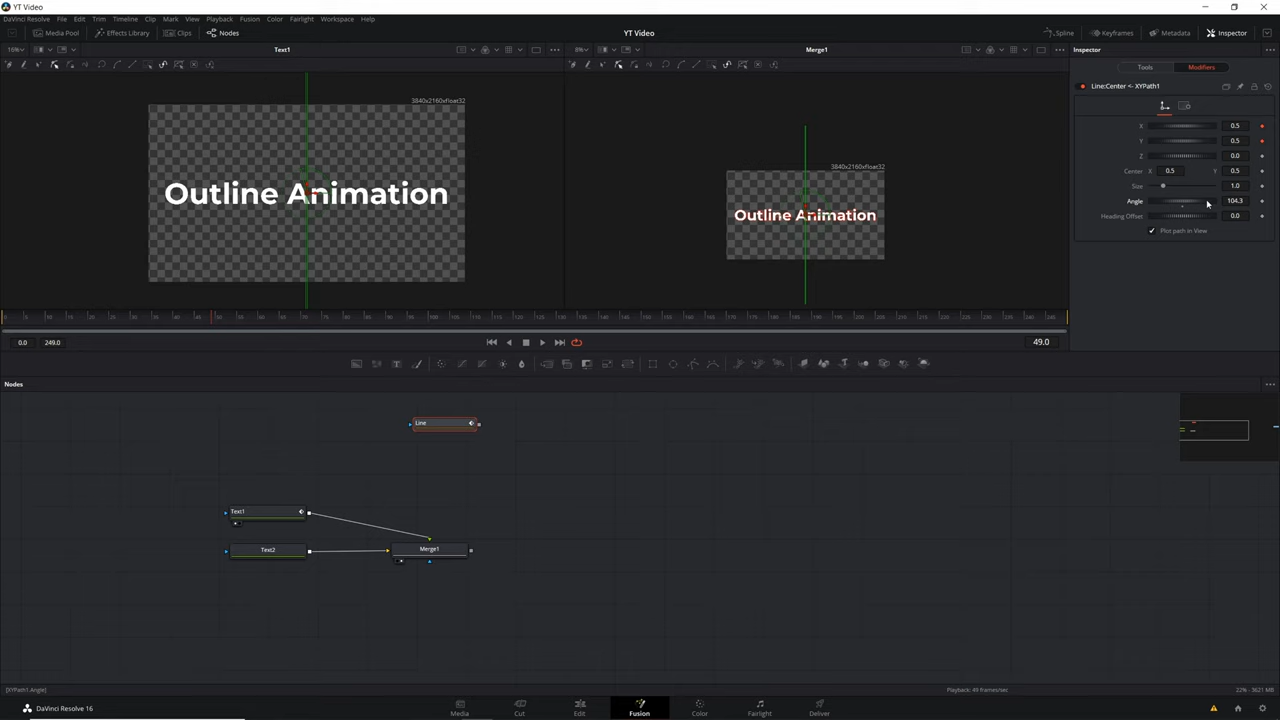 YT Video
DaVinci Resolve File Edit Trim Timeline Clip Mark View Playback Fusion Color Fairlight Workspace Help
Media Pool Effects Library Clips Nodes YT Video Spline Keyframes Metadata Inspector
16% Text1 8% Merge1 Inspector
Tools Modifiers
Line:Center <- XYPath1
3840x2160xfloat32
Outline Animation
3840x2160xfloat32
Outline Animation
X 0.5
Y 0.5
Z 0.0
Center X 0.5 Y 0.5
Size 1.0
Angle 104.3
Heading Offset 0.0
Plot path in View
0.0 249.0 49.0
Nodes
Line
Text1
Text2 Merge1
[XYPath1.Angle] Playback: 49 frames/sec 22% - 3621 MB
DaVinci Resolve 16 Media Cut Edit Fusion Color Fairlight Deliver